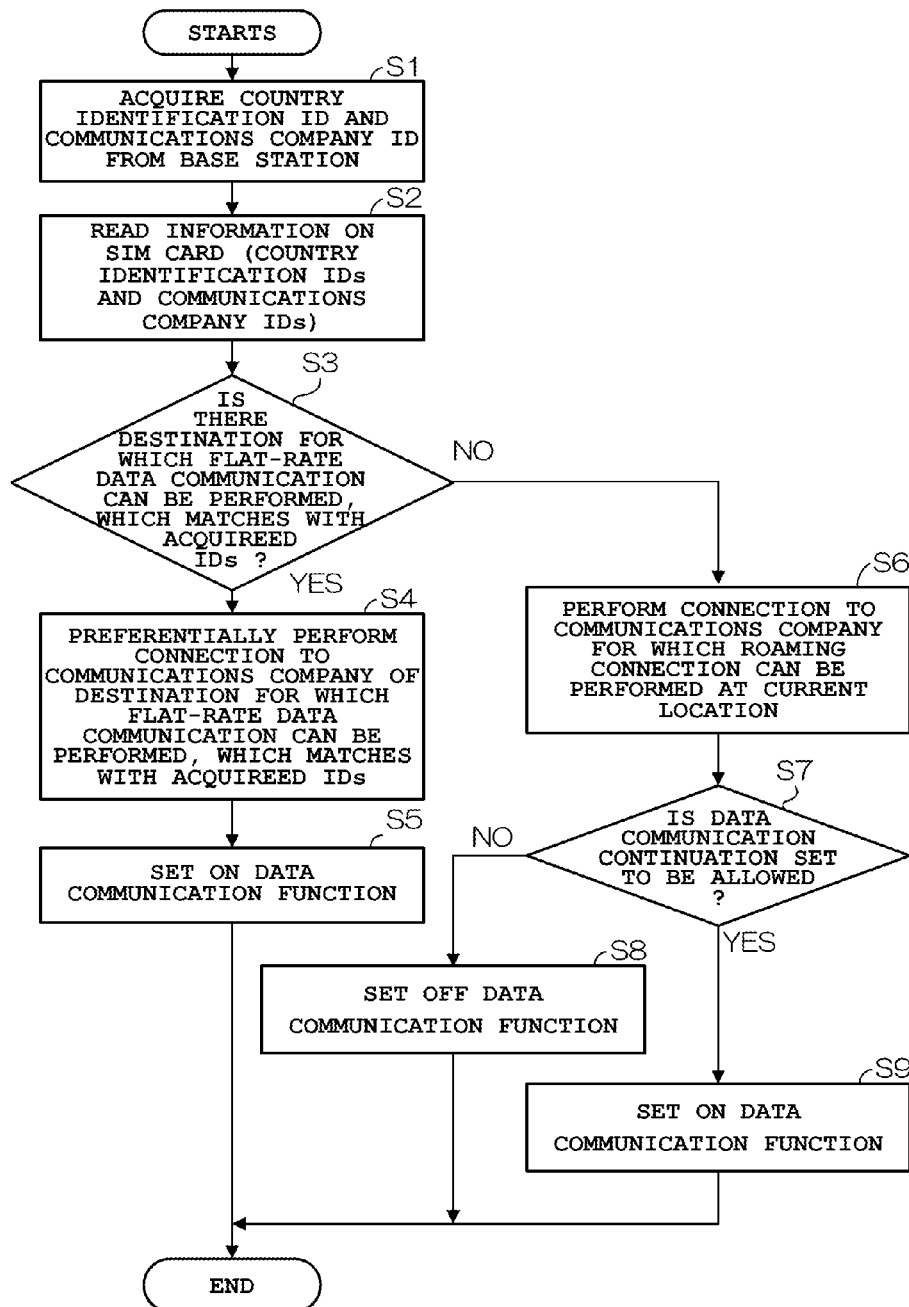 STARTS
S1
ACQUIRE COUNTRY
IDENTIFICATION ID AND
COMMUNICATIONS COMPANY ID
FROM BASE STATION
S2
READ INFORMATION ON
SIM CARD (COUNTRY
IDENTIFICATION IDs
AND COMMUNICATIONS
COMPANY IDs)
S3
IS
THERE
DESTINATION FOR
WHICH FLAT-RATE
DATA COMMUNICATION
CAN BE PERFORMED,
WHICH MATCHES WITH
ACQUIREED
IDs ?
NO
YES
S4
PREFERENTIALLY PERFORM
CONNECTION TO
COMMUNICATIONS COMPANY OF
DESTINATION FOR WHICH
FLAT-RATE DATA
COMMUNICATION CAN BE
PERFORMED, WHICH MATCHES
WITH ACQUIREED IDs
S5
SET ON DATA
COMMUNICATION FUNCTION
S6
PERFORM CONNECTION TO
COMMUNICATIONS COMPANY
FOR WHICH ROAMING
CONNECTION CAN BE
PERFORMED AT CURRENT
LOCATION
S7
IS DATA
COMMUNICATION
CONTINUATION SET
TO BE ALLOWED
?
NO
YES
S8
SET OFF DATA
COMMUNICATION FUNCTION
S9
SET ON DATA
COMMUNICATION FUNCTION
END